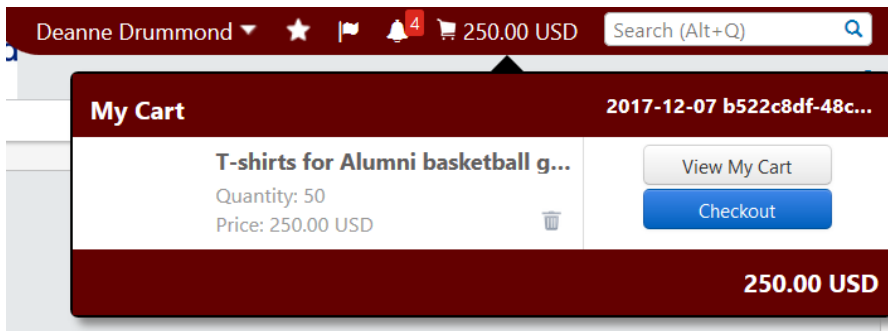 Deanne Drummond 4 250.00 USD Search (Alt+Q)
My Cart 2017-12-07 b522c8df-48c...
T-shirts for Alumni basketball g... View My Cart
Quantity: 50 Checkout
Price: 250.00 USD
250.00 USD